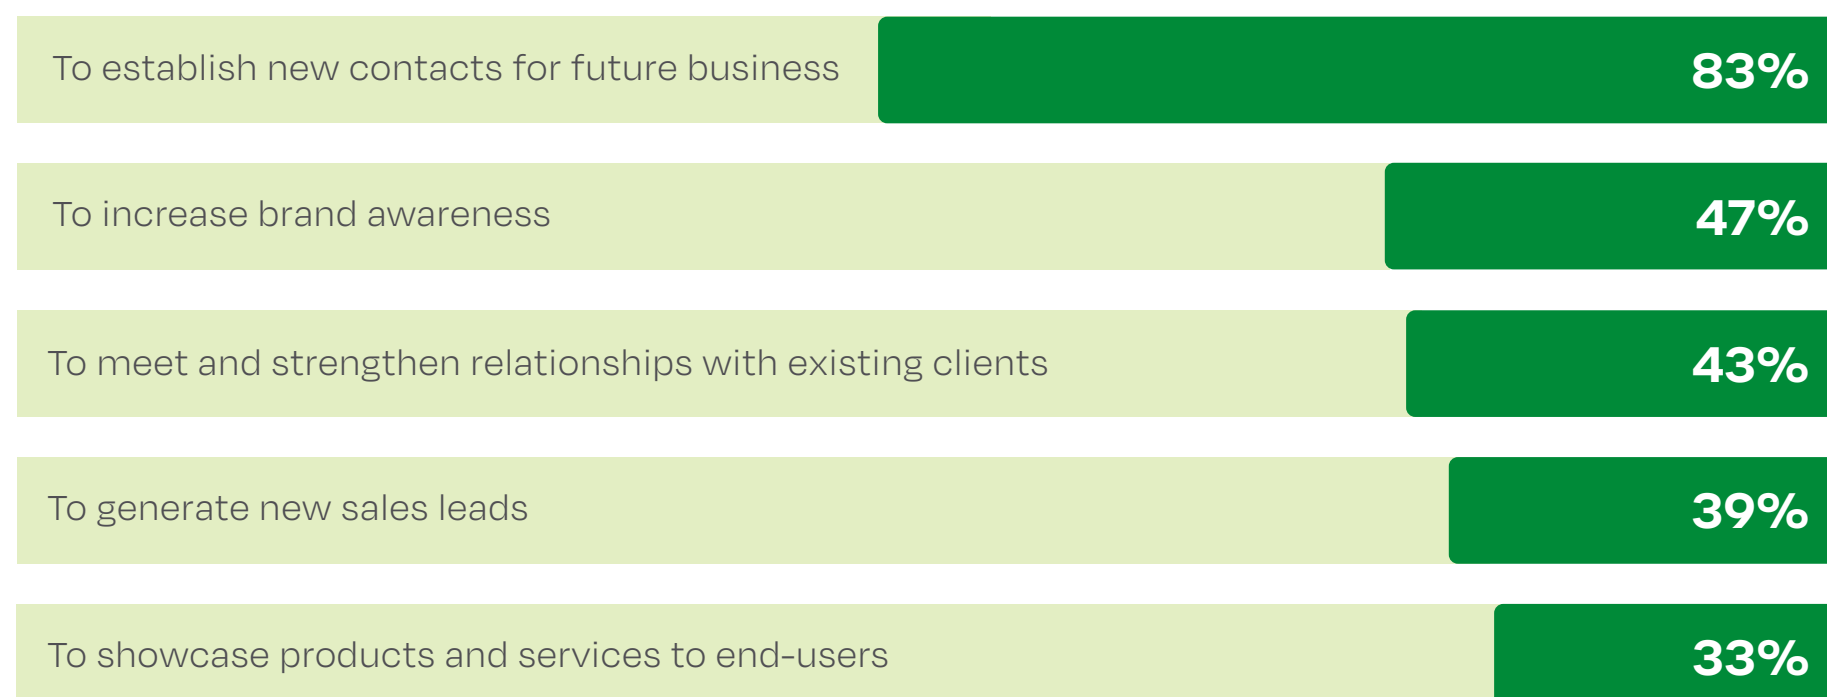 To establish new contacts for future business 83%
To increase brand awareness 47%
To meet and strengthen relationships with existing clients 43%
To generate new sales leads 39%
To showcase products and services to end-users 33%